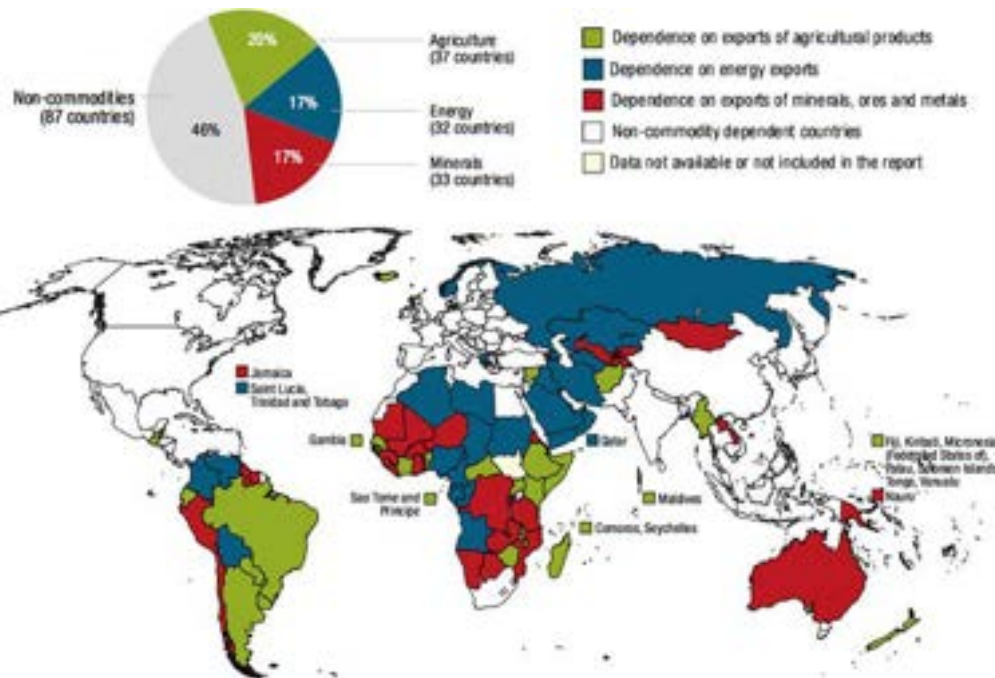 20%
Agriculture
(37 countries)
Non-commodities
(87 countries)
46%
17%
Energy
(32 countries)
17%
Minerals
(33 countries)
Dependence on exports of agricultural products
Dependence on energy exports
Dependence on exports of minerals, ores and metals
Non-commodity dependent countries
Data not available or not included in the report
Jamaica
Saint Lucia,
Trinidad and Tobago
Gambia
Qatar
Sao Tome and
Principe
Maldives
Comoros, Seychelles
Fiji, Kiribati, Micronesia
(Federated States of),
Palau, Solomon Islands
Tonga, Vanuatu
Nauru